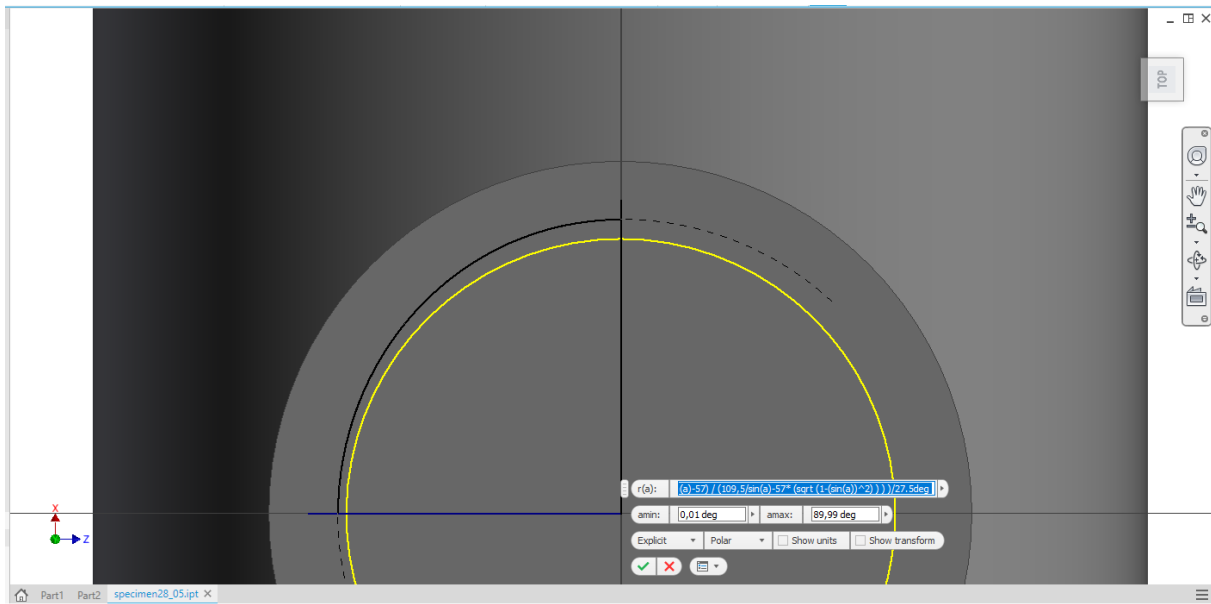 TOP
r(a): (a)-57) / (109,5/sin(a)-57* (sqrt (1-(sin(a))^2) ) ) )/27.5deg
amin: 0,01 deg amax: 89,99 deg
Explicit Polar Show units Show transform
X
Z
Part1 Part2 specimen28_05.ipt